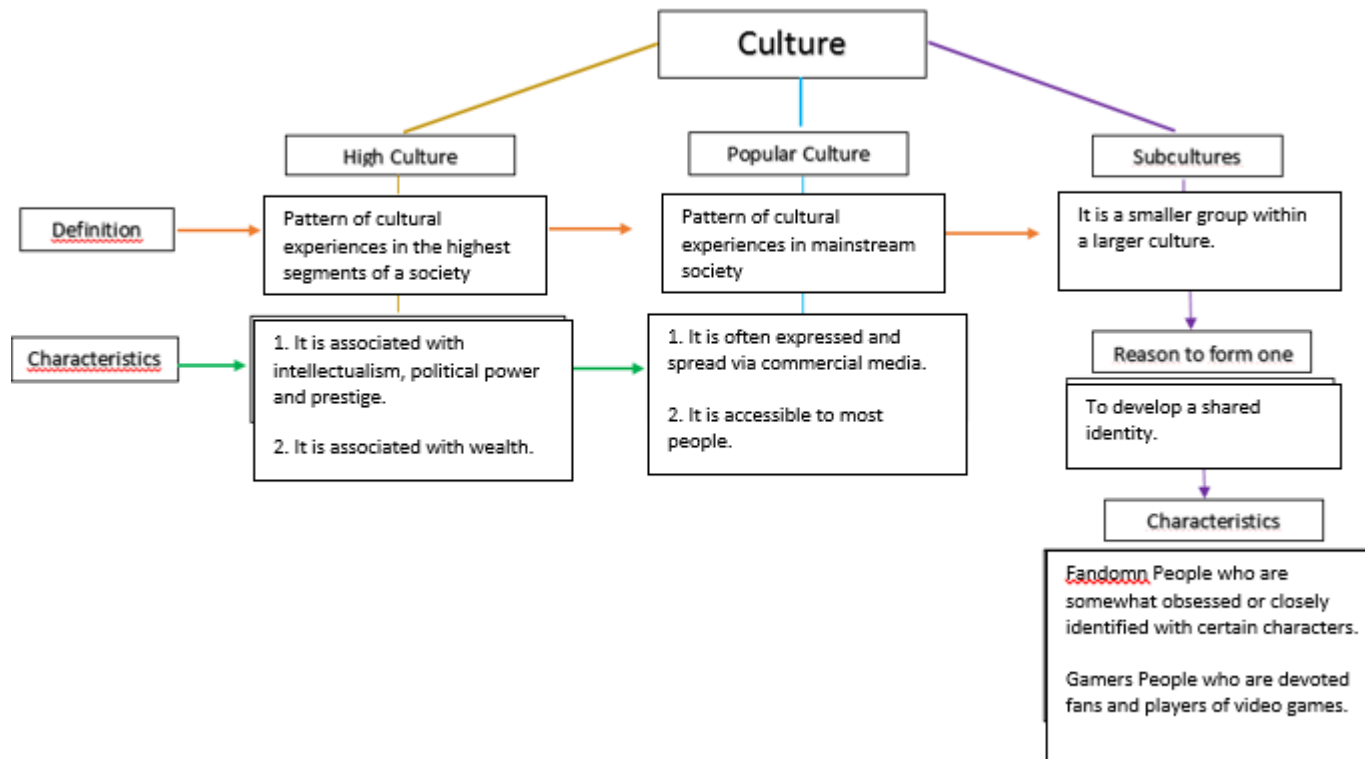 Culture
High Culture
Popular Culture
Subcultures
Definition
Pattern of cultural
experiences in the highest
segments of a society
Pattern of cultural
experiences in mainstream
society
It is a smaller group within
a larger culture.
Characteristics
1. It is associated with
intellectualism, political power
and prestige.
2. It is associated with wealth.
1. It is often expressed and
spread via commercial media.
2. It is accessible to most
people.
Reason to form one
To develop a shared
identity.
Characteristics
Fandomn People who are
somewhat obsessed or closely
identified with certain characters.
Gamers People who are devoted
fans and players of video games.